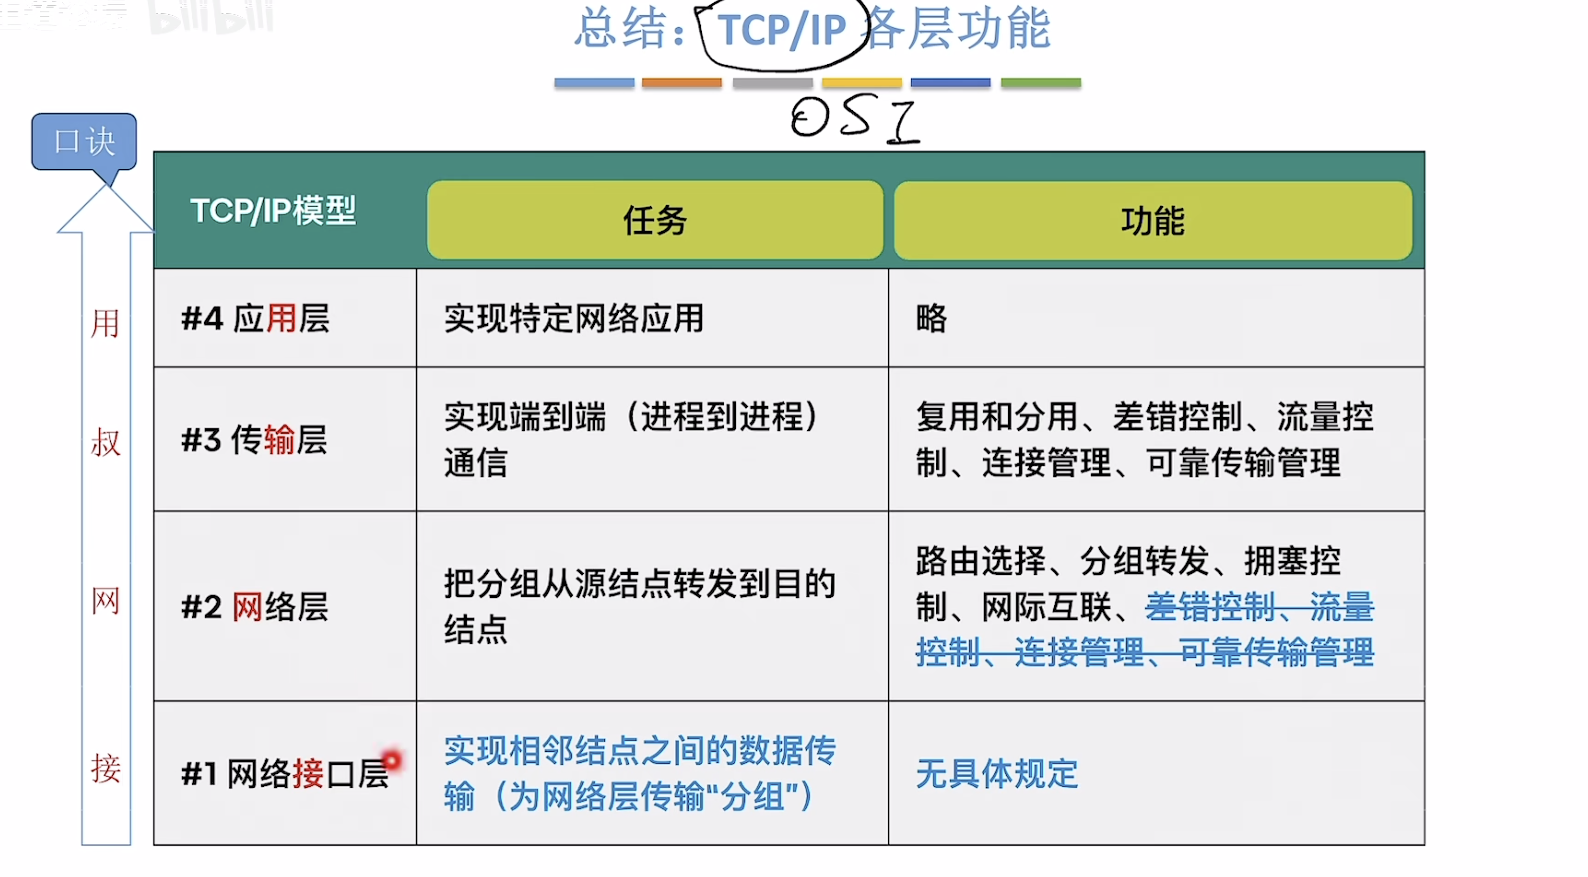 bilibili
总结：TCP/IP 各层功能
OSI
口诀
TCP/IP模型
任务
功能
用
#4 应用层
实现特定网络应用
略
叔
#3 传输层
实现端到端（进程到进程）
通信
复用和分用、差错控制、流量控
制、连接管理、可靠传输管理
网
#2 网络层
把分组从源结点转发到目的
结点
路由选择、分组转发、拥塞控
制、网际互联、差错控制、流量
控制、连接管理、可靠传输管理
接
#1 网络接口层
实现相邻结点之间的数据传
输（为网络层传输“分组”）
无具体规定